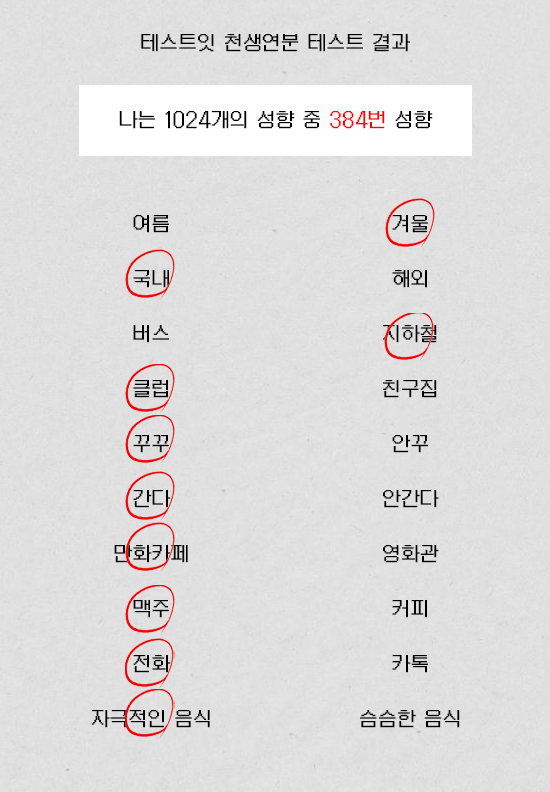 테스트잇 천생연분 테스트 결과
나는 1024개의 성향 중 384번 성향
여름 겨울
국내 해외
버스 지하철
클럽 친구집
꾸꾸 안꾸
간다 안간다
만화카페 영화관
맥주 커피
전화 카톡
자극적인 음식 슴슴한 음식